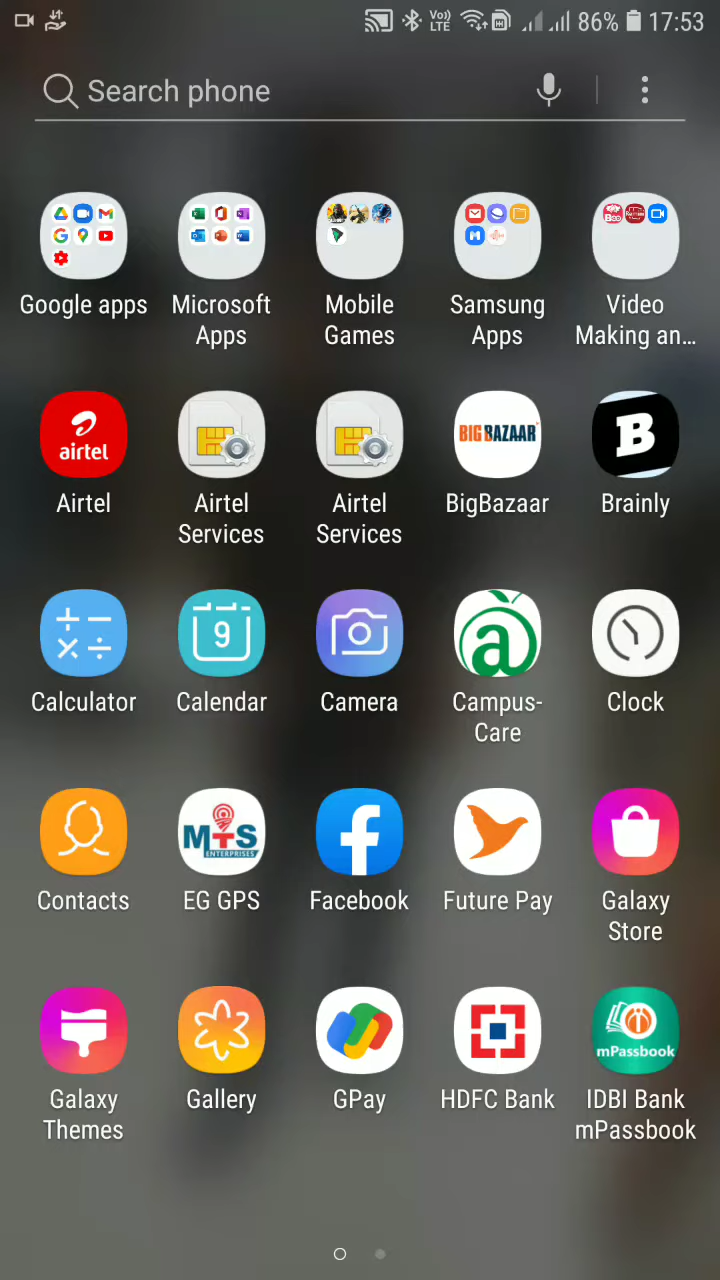 Vo)) LTE 86% 17:53
Search phone
Google apps
Microsoft Apps
Mobile Games
Samsung Apps
Video Making an...
airtel
Airtel
Airtel Services
Airtel Services
BIG BAZAAR
BigBazaar
B
Brainly
Calculator
9
Calendar
Camera
a
Campus-Care
Clock
Contacts
MTS
ENTERPRISES
EG GPS
f
Facebook
Future Pay
Galaxy Store
Galaxy Themes
Gallery
GPay
HDFC Bank
mPassbook
IDBI Bank mPassbook